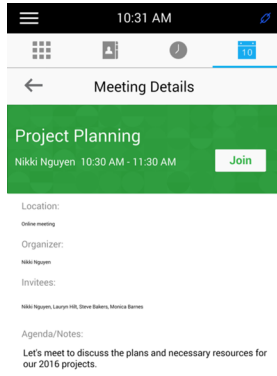 10:31 AM
10
Meeting Details
Project Planning
Nikki Nguyen 10:30 AM - 11:30 AM
Join
Location:
Online meeting
Organizer:
Nikki Nguyen
Invitees:
Nikki Nguyen, Lauryn Hill, Steve Bakers, Monica Barnes
Agenda/Notes:
Let's meet to discuss the plans and necessary resources for
our 2016 projects.